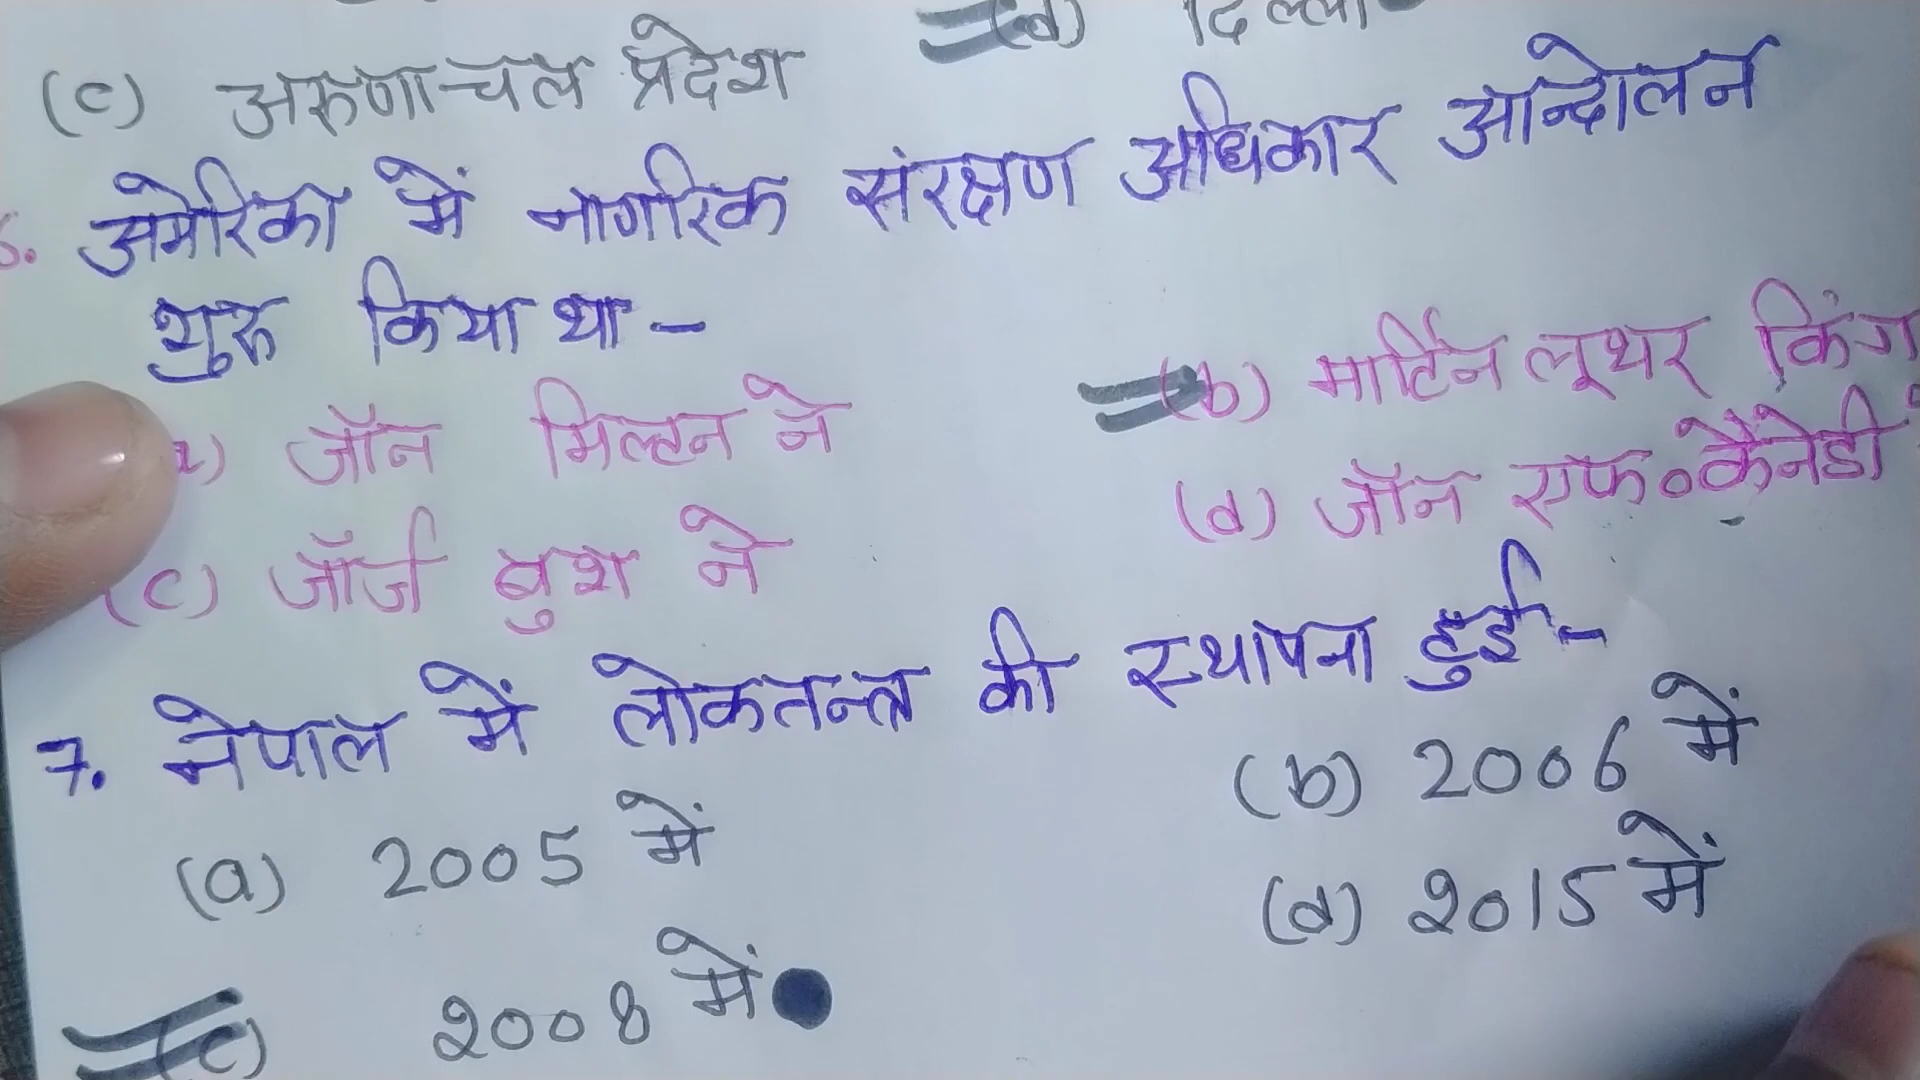 (d) दिल्ली
(c) अरुणाचल प्रदेश
6. अमेरिका में नागरिक संरक्षण अधिकार आन्दोलन
शुरू किया था -
a) जॉन मिल्टन ने (b) मार्टिन लूथर किंग
(c) जॉर्ज बुश ने (d) जॉन एफ० कैनेडी
7. नेपाल में लोकतन्त्र की स्थापना हुई -
(a) 2005 में (b) 2006 में
(c) 2008 में (d) 2015 में